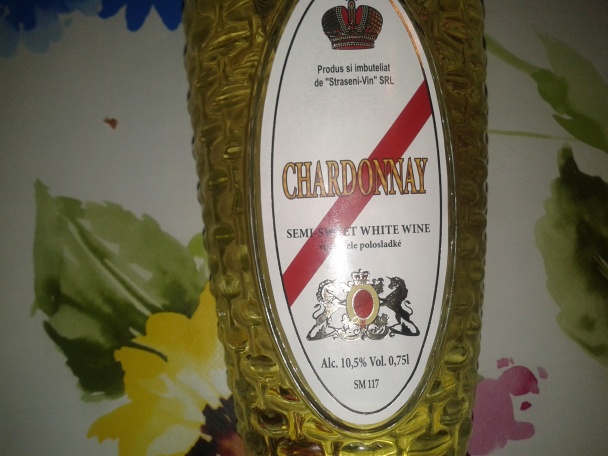 Produs si imbuteliat
de "Straseni-Vin" SRL
CHARDONNAY
SEMI-SWEET WHITE WINE
polosladké
Alc. 10,5% Vol. 0,75l
SM 117